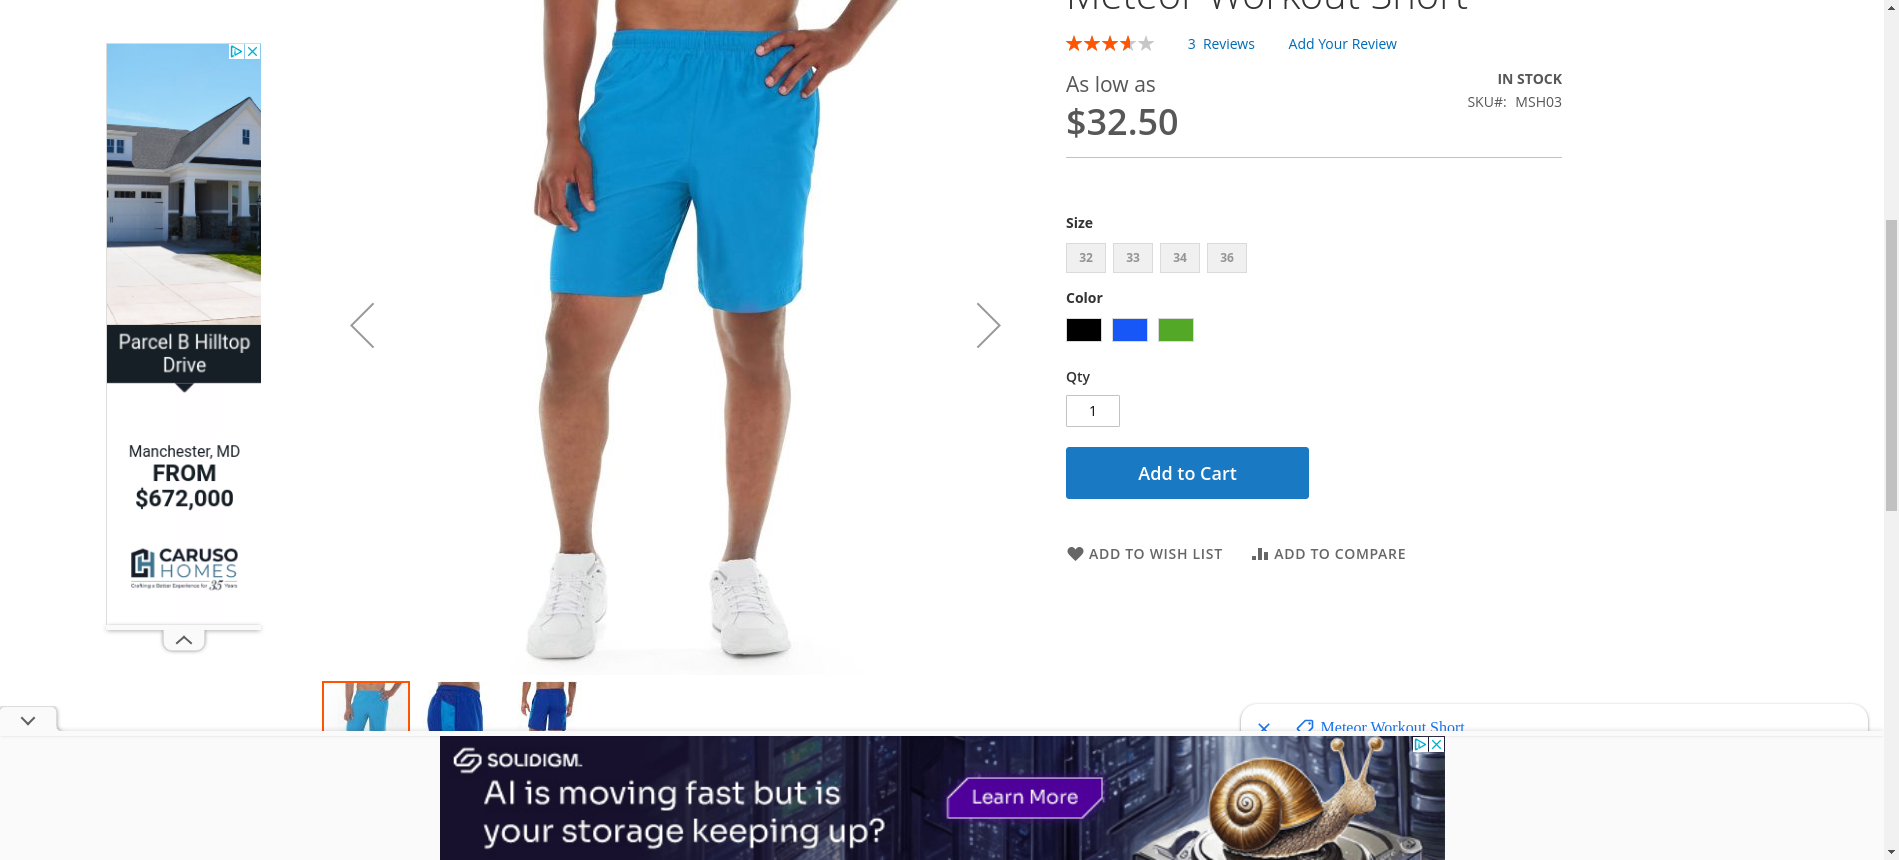 Meteor Workout Short
3 Reviews
Add Your Review
As low as
$32.50
IN STOCK
SKU#: MSH03
Size
32
33
34
36
Color
Qty
1
Add to Cart
ADD TO WISH LIST
ADD TO COMPARE
Parcel B Hilltop
Drive
Manchester, MD
FROM
$672,000
CARUSO
HOMES
Crafting a Better Experience for 35 Years
Meteor Workout Short
SOLIDIGM
AI is moving fast but is
your storage keeping up?
Learn More